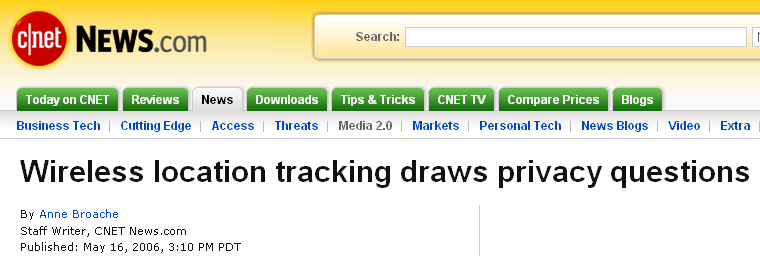 c|net NEWS.com
Search:
Today on CNET Reviews News Downloads Tips & Tricks CNET TV Compare Prices Blogs
Business Tech | Cutting Edge | Access | Threats | Media 2.0 | Markets | Personal Tech | News Blogs | Video | Extra
Wireless location tracking draws privacy questions
By Anne Broache
Staff Writer, CNET News.com
Published: May 16, 2006, 3:10 PM PDT